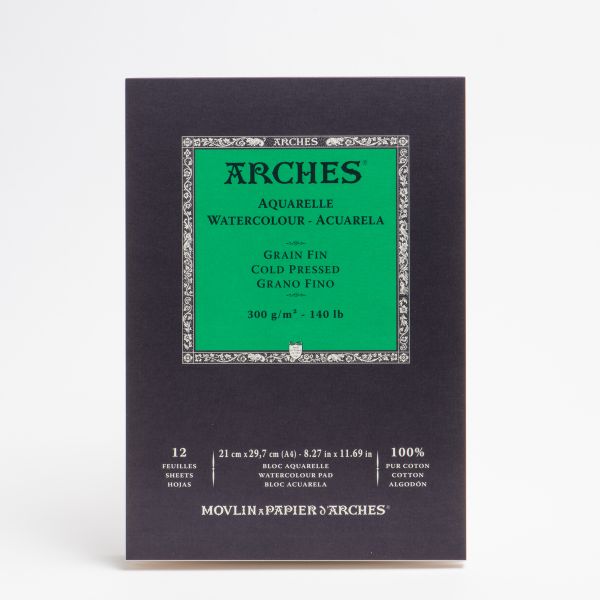 ARCHES
ARCHES®
AQUARELLE
WATERCOLOUR - ACUARELA
GRAIN FIN
COLD PRESSED
GRANO FINO
300 g/m² - 140 lb
12
FEUILLES
SHEETS
HOJAS
21 cm x 29,7 cm (A4) - 8.27 in x 11.69 in
BLOC AQUARELLE
WATERCOLOUR PAD
BLOC ACUARELA
100%
PUR COTON
COTTON
ALGODÓN
MOVLIN A PAPIER D'ARCHES®